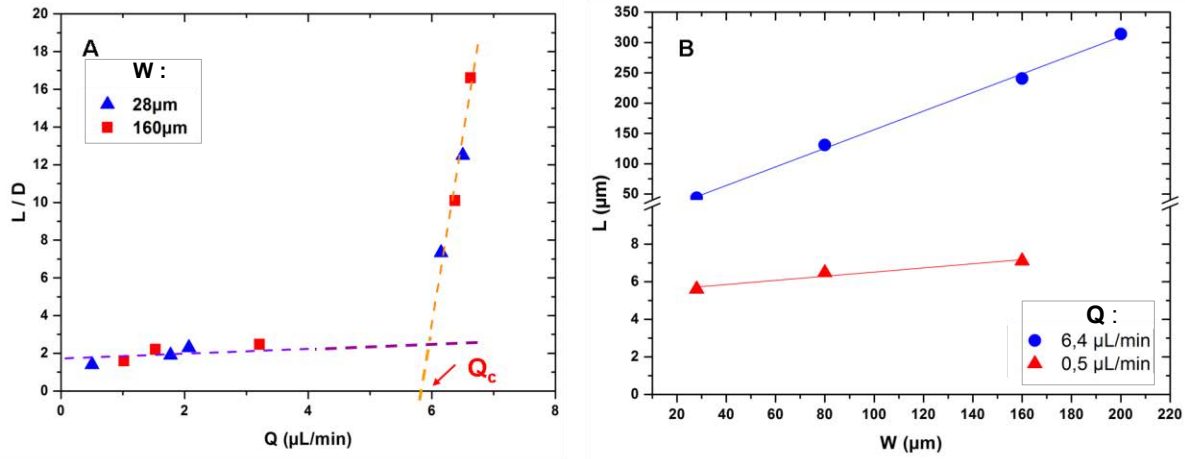 A
W :
28µm
160µm
L / D
20
18
16
14
12
10
8
6
4
2
0
Qc
0 2 4 6 8
Q (µL/min)
B
L (µm)
350
300
250
200
150
100
50
8
6
4
2
0
Q :
6,4 µL/min
0,5 µL/min
20 40 60 80 100 120 140 160 180 200 220
W (µm)